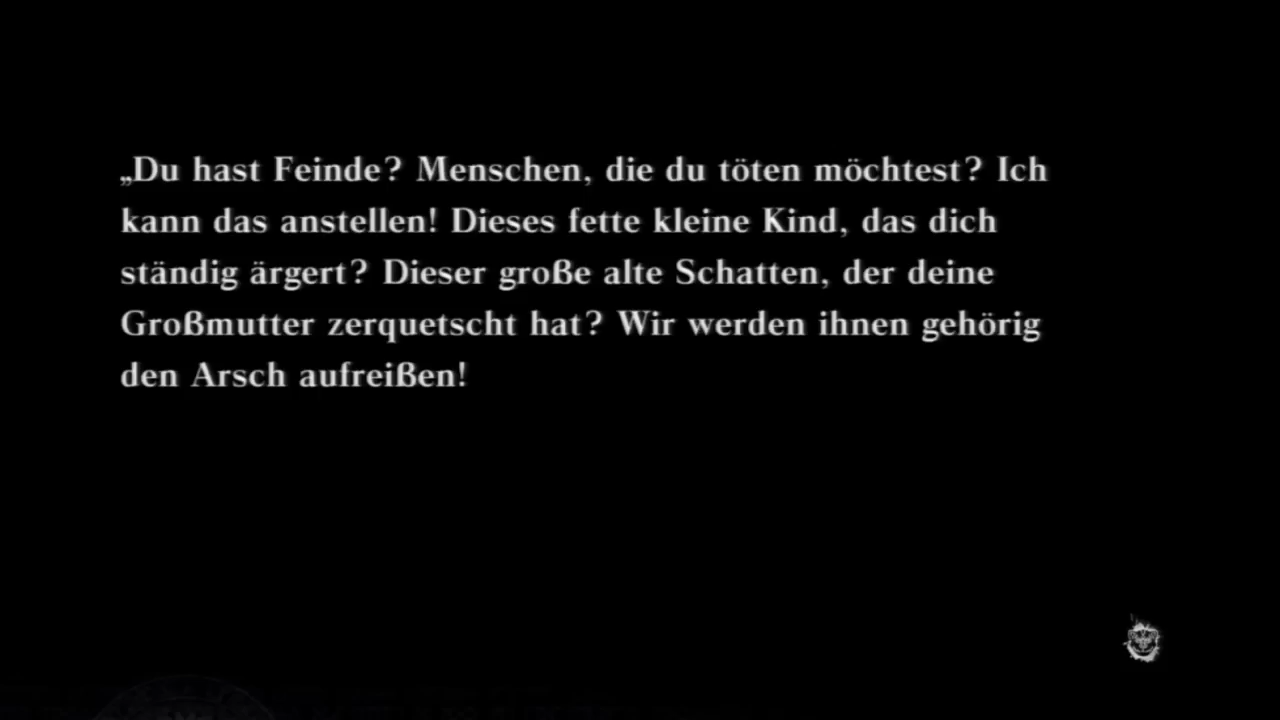 „Du hast Feinde? Menschen, die du töten möchtest? Ich
kann das anstellen! Dieses fette kleine Kind, das dich
ständig ärgert? Dieser große alte Schatten, der deine
Großmutter zerquetscht hat? Wir werden ihnen gehörig
den Arsch aufreißen!